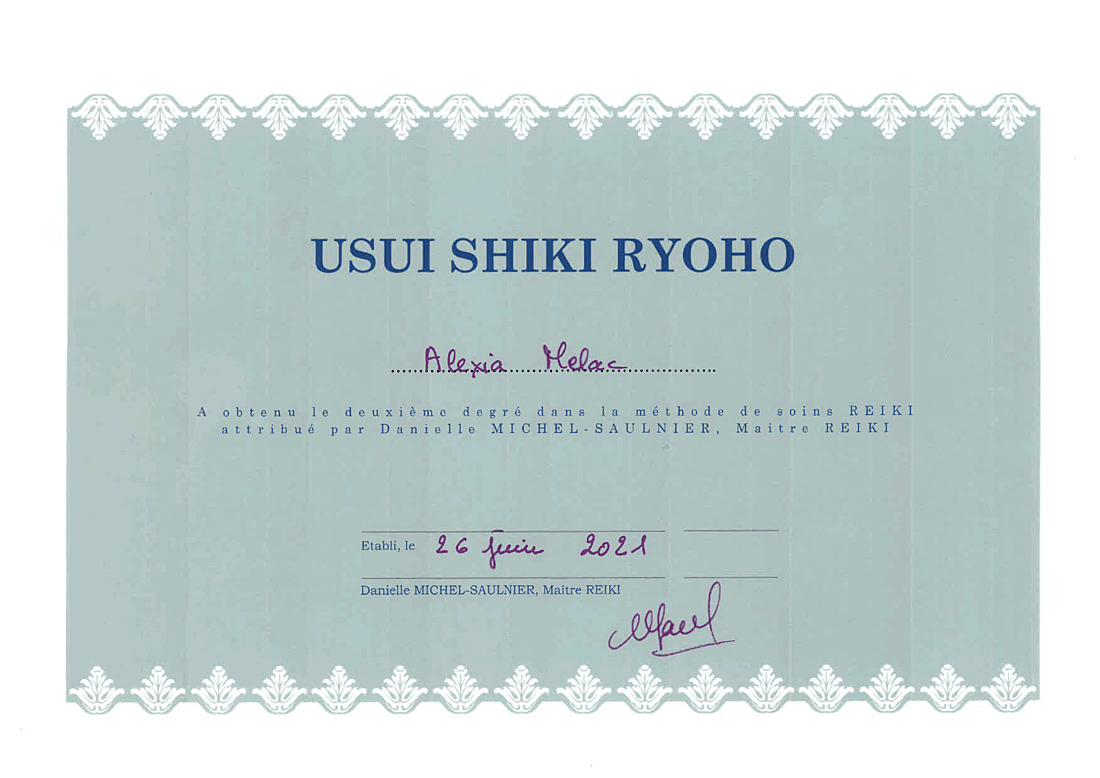 USUI SHIKI RYOHO
Alexia Melac
A obtenu le deuxième degré dans la méthode de soins REIKI
attribué par Danielle MICHEL-SAULNIER, Maitre REIKI
Etabli, le 26 Juin 2021
Danielle MICHEL-SAULNIER, Maître REIKI